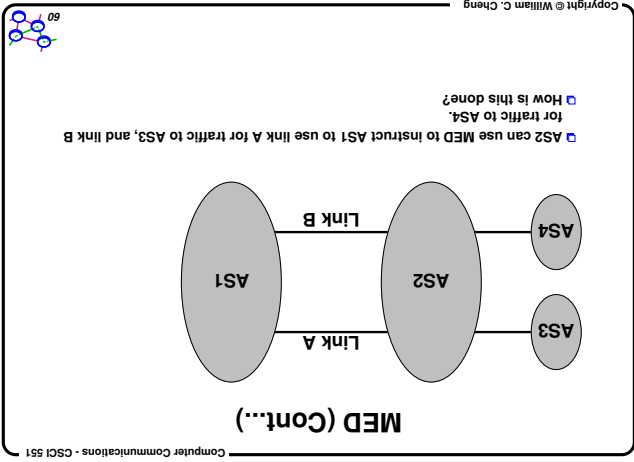 Computer Communications - CSCI 551
MED (Cont...)
AS3
Link A
AS2
AS1
AS4
Link B
AS2 can use MED to instruct AS1 to use link A for traffic to AS3, and link B
for traffic to AS4.
How is this done?
60
Copyright © William C. Cheng